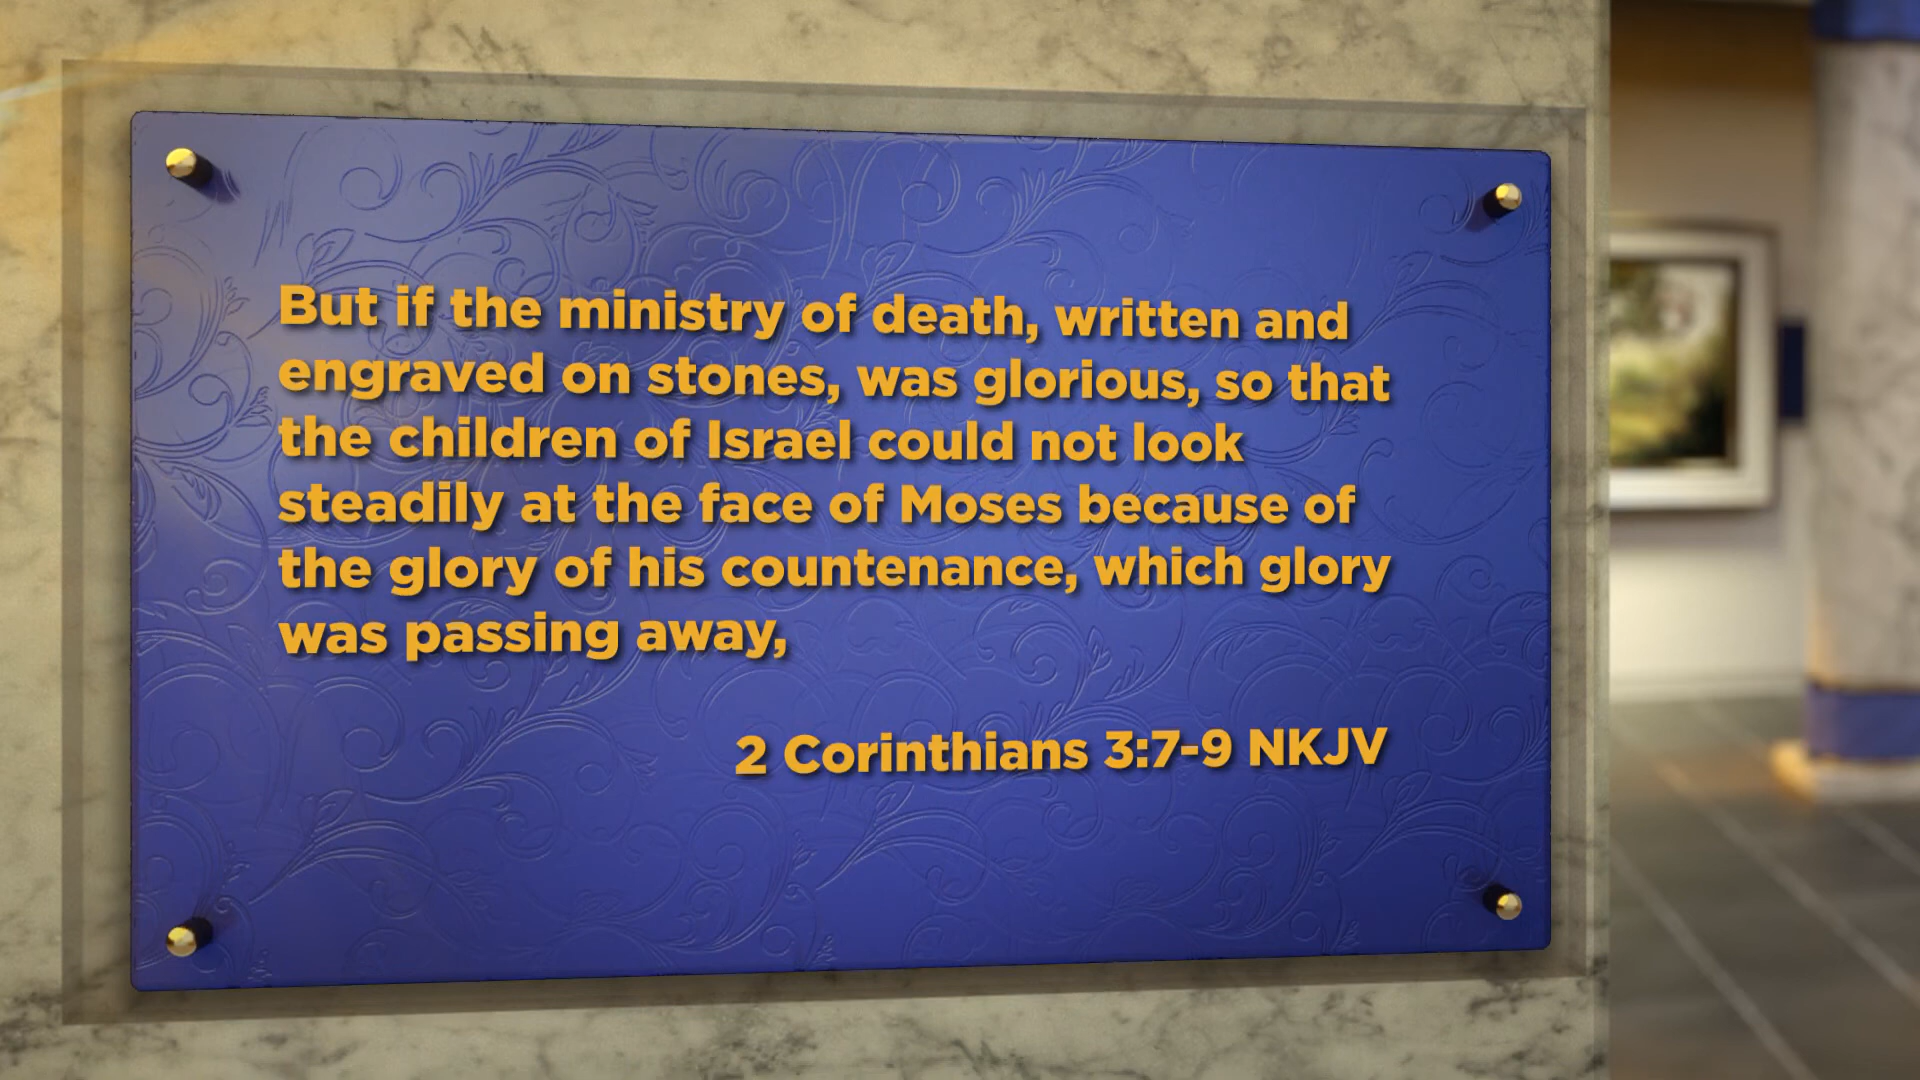 But if the ministry of death, written and
engraved on stones, was glorious, so that
the children of Israel could not look
steadily at the face of Moses because of
the glory of his countenance, which glory
was passing away,
2 Corinthians 3:7-9 NKJV